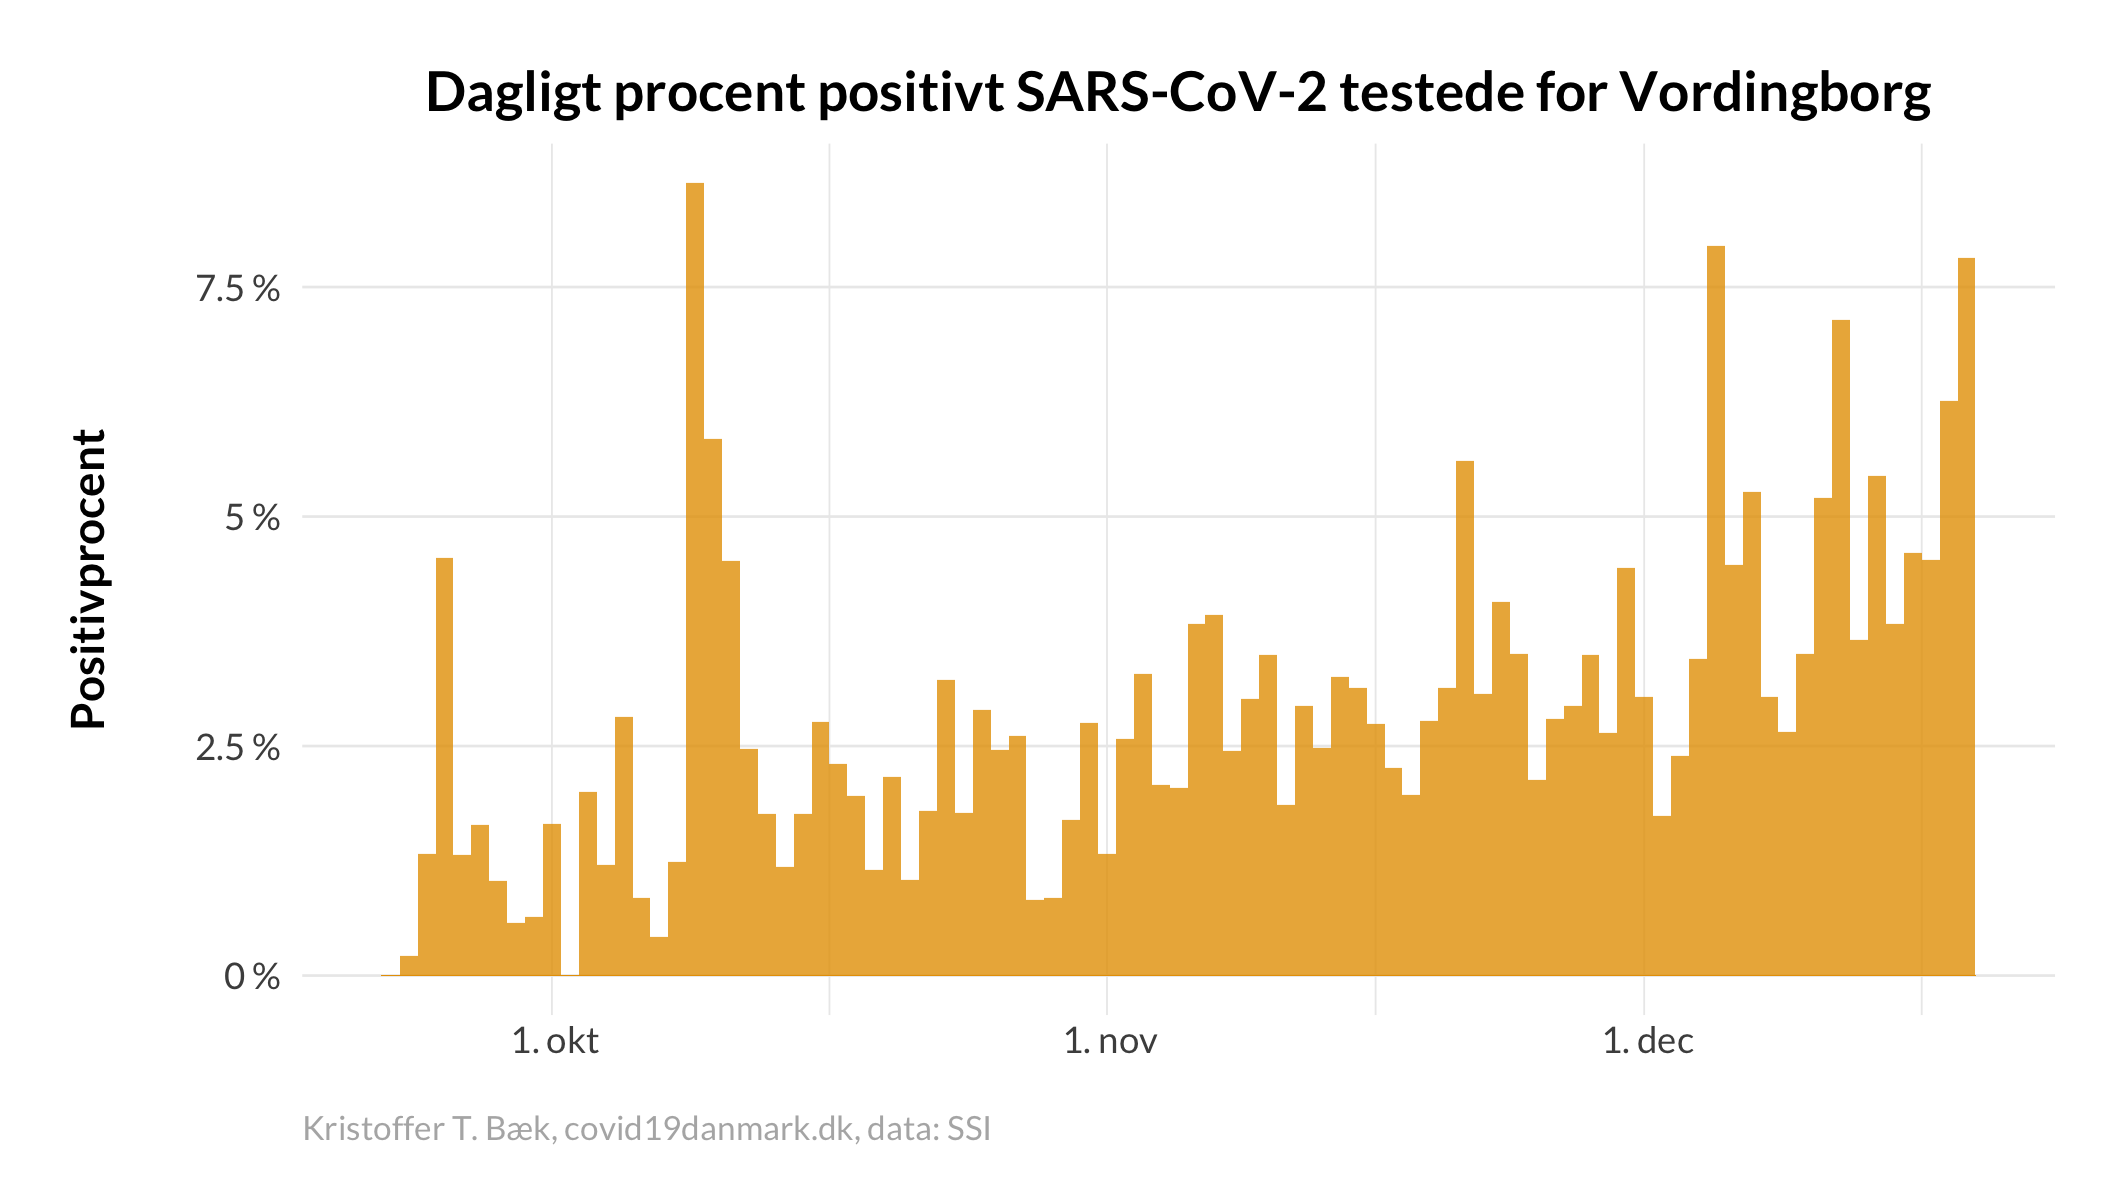 Dagligt procent positivt SARS-CoV-2 testede for Vordingborg
Positivprocent
7.5 %
5 %
2.5 %
0 %
1. okt
1. nov
1. dec
Kristoffer T. Bæk, covid19danmark.dk, data: SSI